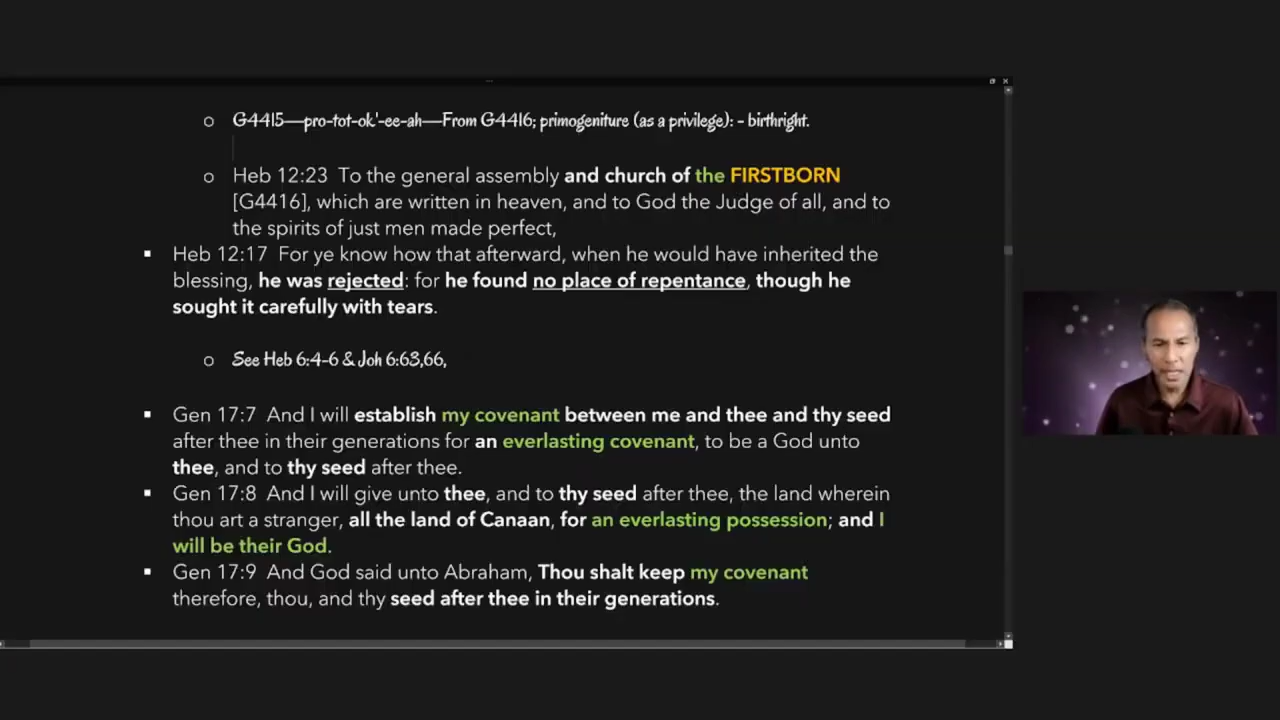 G4415—pro-tot-ok'-ee-ah—From G4416; primogeniture (as a privilege): - birthright.
Heb 12:23 To the general assembly and church of the FIRSTBORN
[G4416], which are written in heaven, and to God the Judge of all, and to
the spirits of just men made perfect,
Heb 12:17 For ye know how that afterward, when he would have inherited the
blessing, he was rejected: for he found no place of repentance, though he
sought it carefully with tears.
See Heb 6:4-6 & Joh 6:63,66,
Gen 17:7 And I will establish my covenant between me and thee and thy seed
after thee in their generations for an everlasting covenant, to be a God unto
thee, and to thy seed after thee.
Gen 17:8 And I will give unto thee, and to thy seed after thee, the land wherein
thou art a stranger, all the land of Canaan, for an everlasting possession; and I
will be their God.
Gen 17:9 And God said unto Abraham, Thou shalt keep my covenant
therefore, thou, and thy seed after thee in their generations.